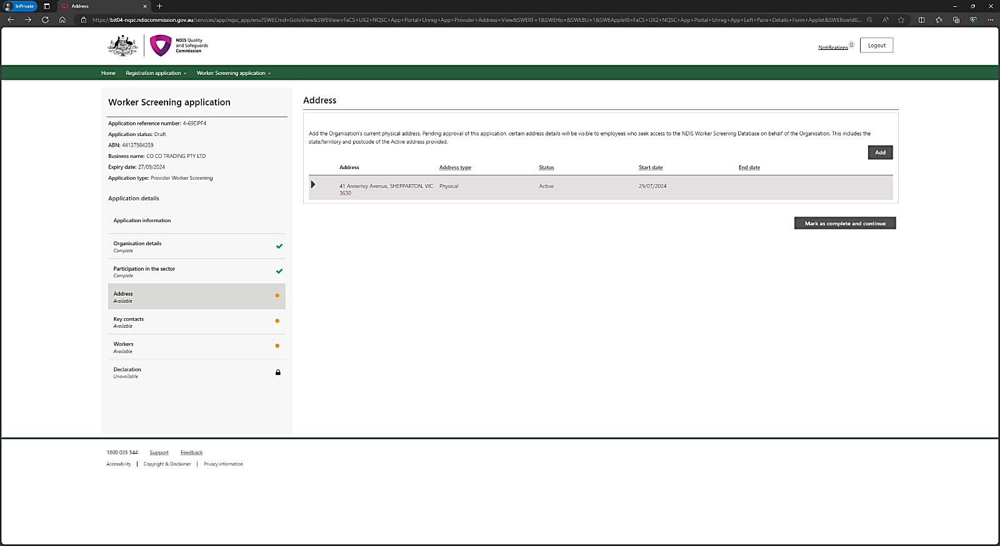 InPrivate
Address
https://bit04-nqsc.ndiscommission.gov.au/services/app/nqsc_app/enu?SWECmd=GotoView&SWEView=FaCS+UX2+NQSC+App+Portal+Unreg+App+Provider+Address+View&SWERF=1&SWEHo=&SWEBU=1&SWEApplet0=FaCS+UX2+NQSC+App+Portal+Unreg+App+Left+Pane+Details+Form+Applet&SWERowId0...
NDIS Quality
and Safeguards
Commission
Notifications 0
Logout
Home
Registration application
Worker Screening application
Worker Screening application
Application reference number: 4-69EIPF4
Application status: Draft
ABN: 44137984359
Business name: CO CO TRADING PTY LTD
Expiry date: 27/09/2024
Application type: Provider Worker Screening
Application details
Application information
Organisation details
Complete
Participation in the sector
Complete
Address
Available
Key contacts
Available
Workers
Available
Declaration
Unavailable
Address
Add the Organisation's current physical address. Pending approval of this application, certain address details will be visible to employees who seek access to the NDIS Worker Screening Database on behalf of the Organisation. This includes the
state/territory and postcode of the Active address provided.
Add
Address Address type Status Start date End date
41 Annerley Avenue, SHEPPARTON, VIC Physical Active 29/07/2024
3630
Mark as complete and continue
1800 035 544 Support Feedback
Accessibility | Copyright & Disclaimer | Privacy information